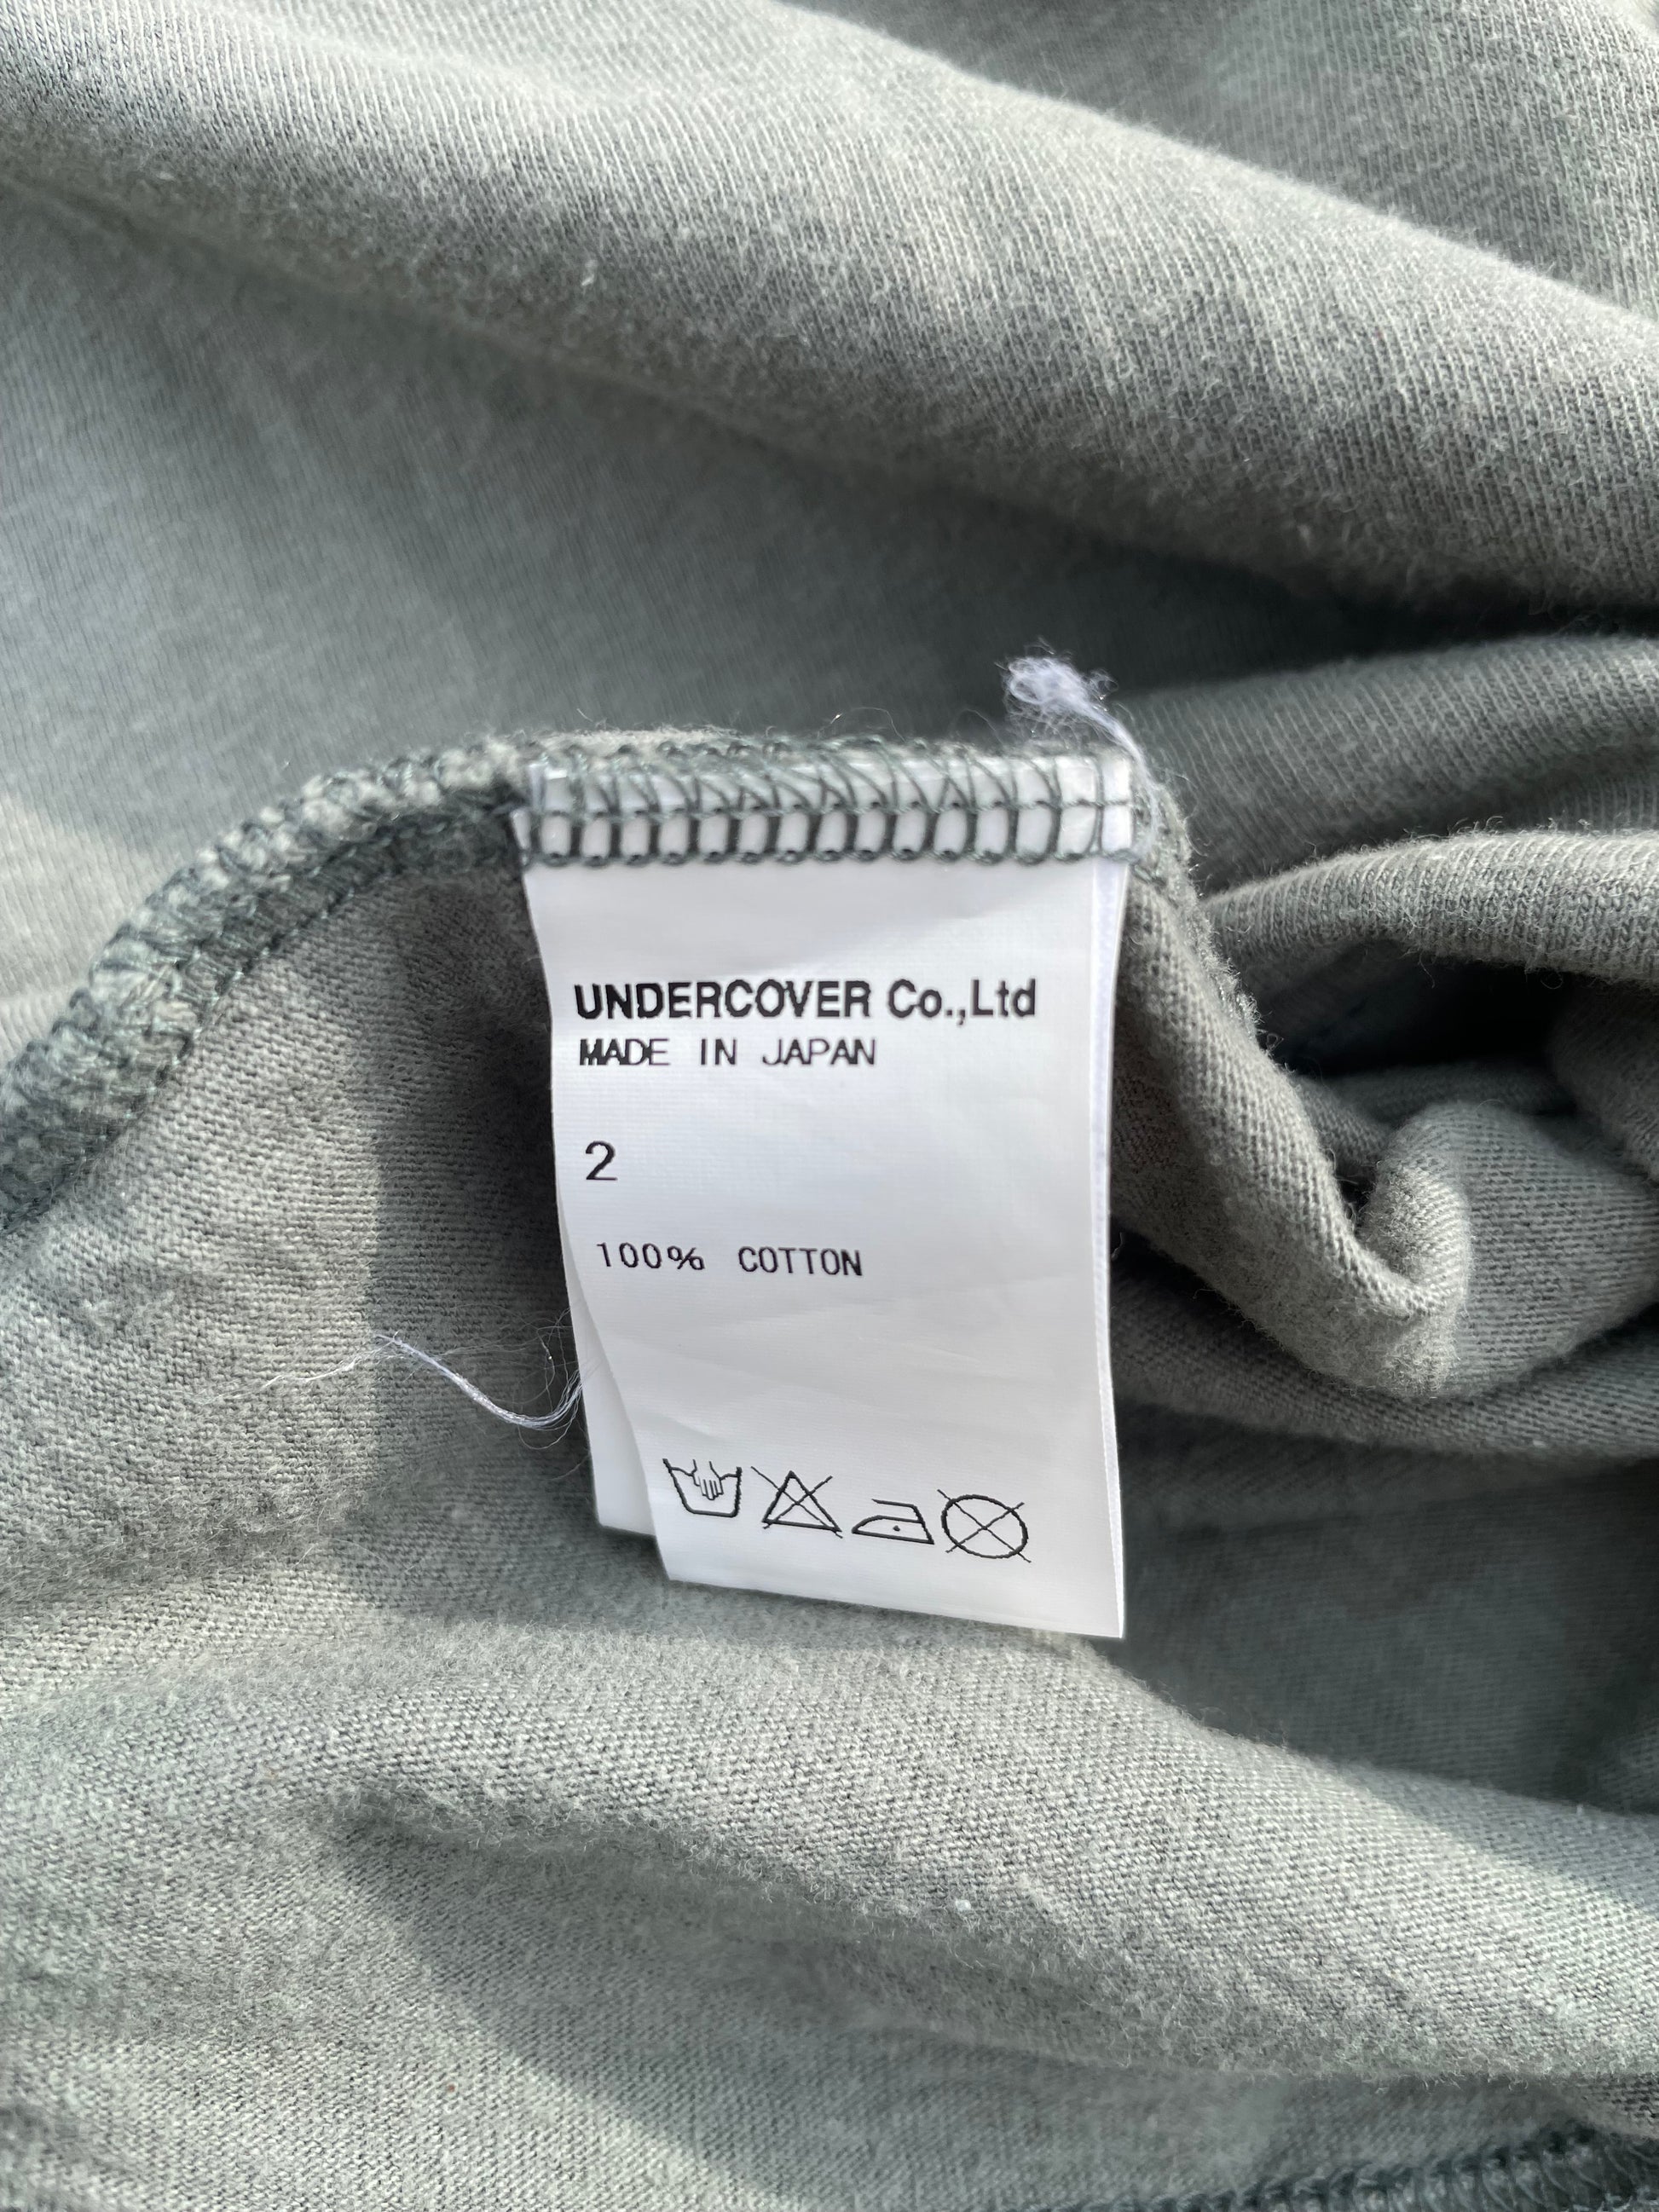 UNDERCOVER Co.,Ltd
MADE IN JAPAN
2
100% COTTON